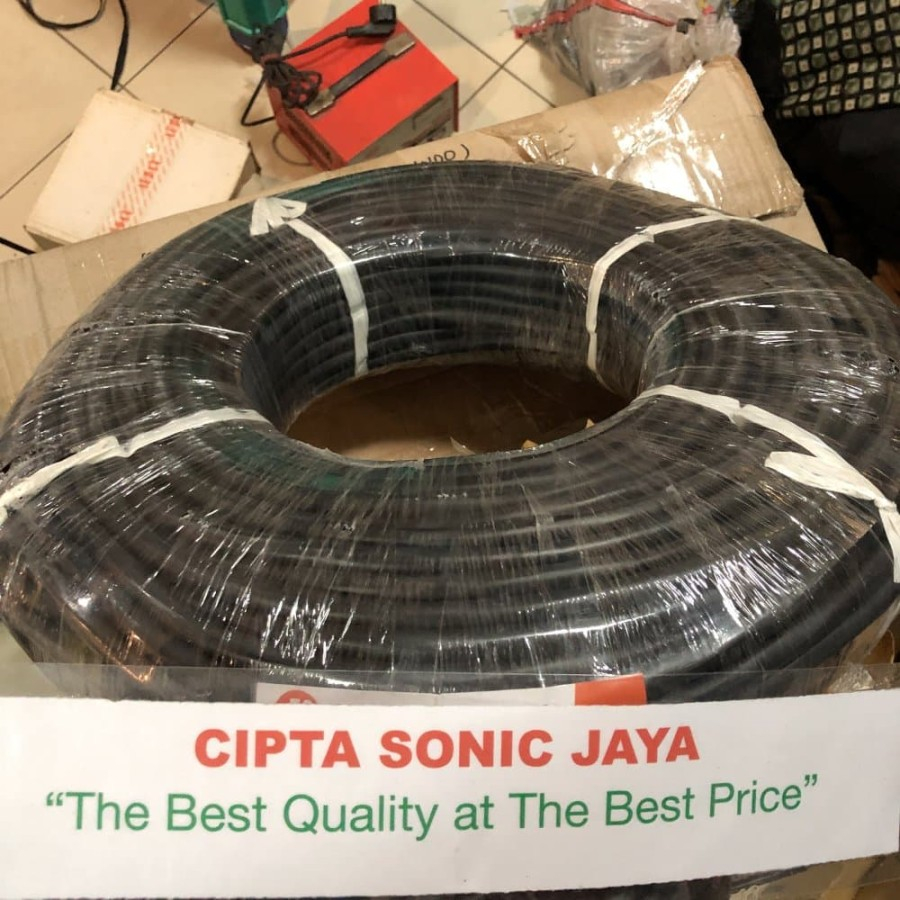 CIPTA SONIC JAYA
“The Best Quality at The Best Price”